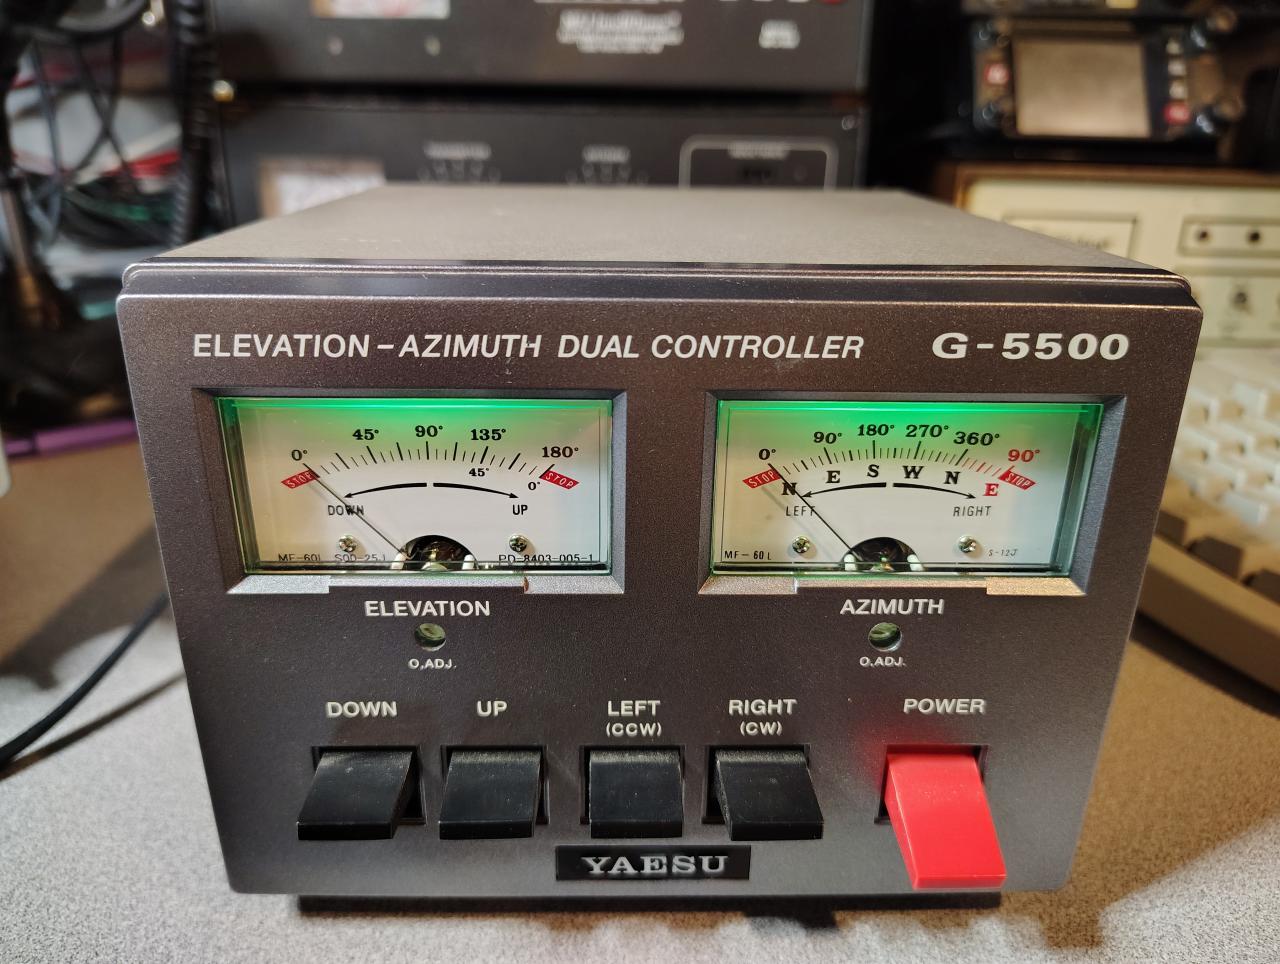 ELEVATION-AZIMUTH DUAL CONTROLLER G-5500
0° 45° 90° 135° 180°
STOP 45° 0° STOP
DOWN UP
MF-60L SOD-25J PD-8403-005-1
0° 90° 180° 270° 360° 90°
STOP N E S W N E STOP
LEFT RIGHT
MF-60L S-12J
ELEVATION AZIMUTH
O,ADJ. O,ADJ.
DOWN UP LEFT RIGHT POWER
(CCW) (CW)
YAESU